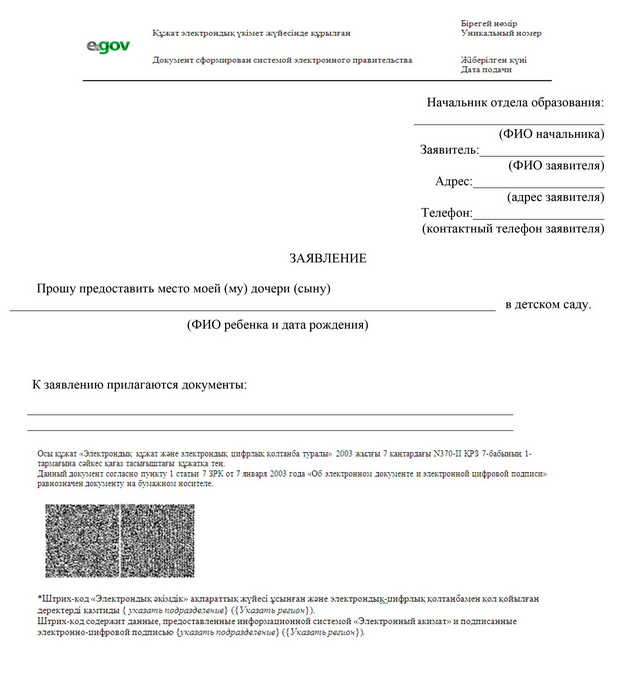 e.gov
Құжат электрондық үкімет жүйесінде құрылған
Бірегей нөмір
Уникальный номер
Документ сформирован системой электронного правительства
Жіберілген күні
Дата подачи
Начальник отдела образования:
(ФИО начальника)
Заявитель:
(ФИО заявителя)
Адрес:
(адрес заявителя)
Телефон:
(контактный телефон заявителя)
ЗАЯВЛЕНИЕ
Прошу предоставить место моей (му) дочери (сыну)
в детском саду.
(ФИО ребенка и дата рождения)
К заявлению прилагаются документы:
Осы құжат «Электрондық құжат және электрондық цифрлық қолтаңба туралы» 2003 жылғы 7 қаңтардағы N370-II ҚРЗ 7-бабының 1-
тармағына сәйкес қағаз тасығыштағы құжатқа тең.
Данный документ согласно пункту 1 статьи 7 ЗРК от 7 января 2003 года «Об электронном документе и электронной цифровой подписи»
равнозначен документу на бумажном носителе.
*Штрих-код «Электрондық әкімдік» ақпараттық жүйесі ұсынған және электрондық-цифрлық қолтаңбамен қол қойылған
деректерді қамтиды { указать подразделение} ({Указать регион}).
Штрих-код содержит данные, предоставленные информационной системой «Электронный акимат» и подписанные
электронно-цифровой подписью {указать подразделение} ({Указать регион}).